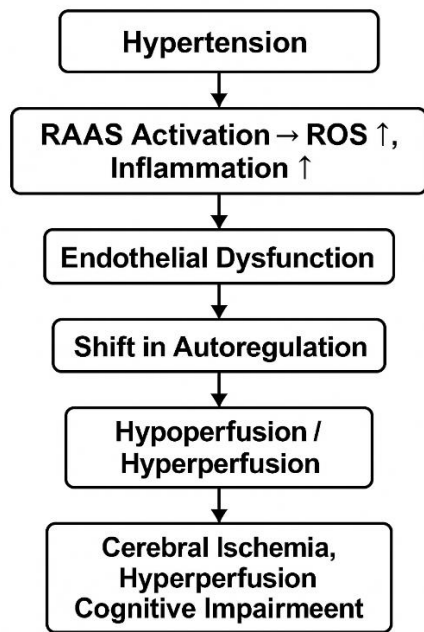 Hypertension
RAAS Activation → ROS ↑,
Inflammation ↑
Endothelial Dysfunction
Shift in Autoregulation
Hypoperfusion /
Hyperperfusion
Cerebral Ischemia,
Hyperperfusion
Cognitive Impairmeent